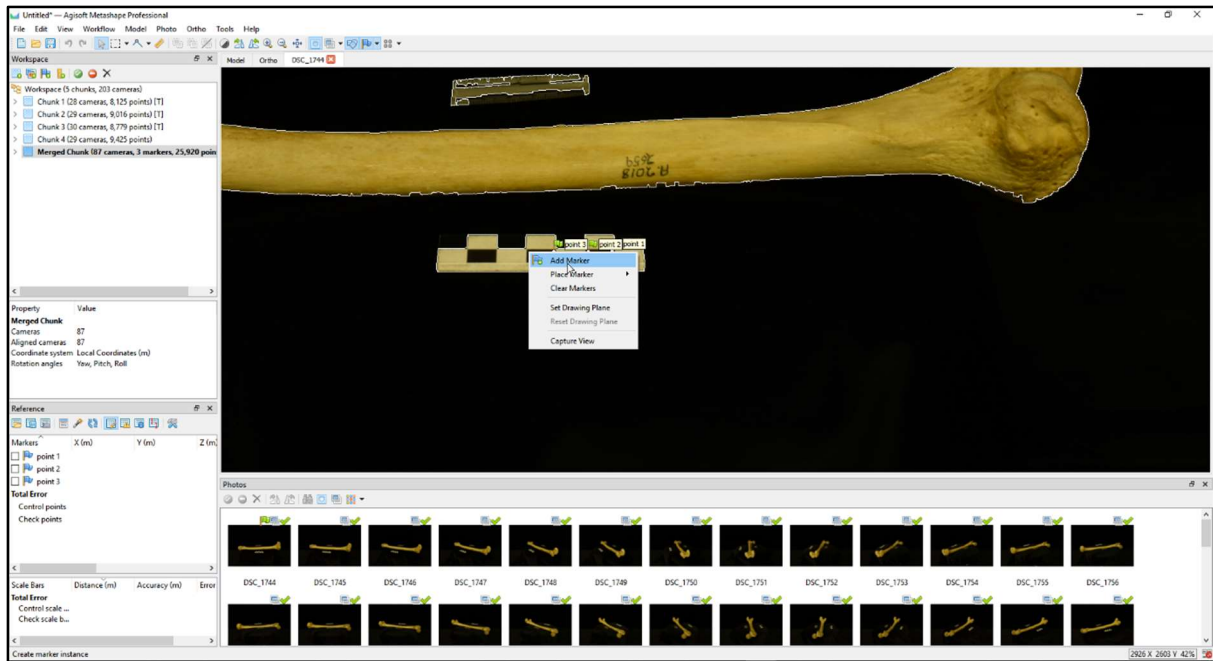 Untitled* — Agisoft Metashape Professional
File Edit View Workflow Model Photo Ortho Tools Help
Workspace
Model Ortho DSC_1744
Workspace (5 chunks, 203 cameras)
Chunk 1 (28 cameras, 8,125 points) [T]
Chunk 2 (29 cameras, 9,016 points) [T]
Chunk 3 (30 cameras, 8,779 points) [T]
Chunk 4 (29 cameras, 9,425 points)
Merged Chunk (87 cameras, 3 markers, 25,920 poin
R.2018
2659
point 3 point 2 point 1
Add Marker
Place Marker
Clear Markers
Set Drawing Plane
Reset Drawing Plane
Capture View
Property Value
Merged Chunk
Cameras 87
Aligned cameras 87
Coordinate system Local Coordinates (m)
Rotation angles Yaw, Pitch, Roll
Reference
Markers X (m) Y (m) Z (m)
point 1
point 2
point 3
Total Error
Control points
Check points
Scale Bars Distance (m) Accuracy (m) Error
Total Error
Control scale ...
Check scale b...
Photos
DSC_1744 DSC_1745 DSC_1746 DSC_1747 DSC_1748 DSC_1749 DSC_1750 DSC_1751 DSC_1752 DSC_1753 DSC_1754 DSC_1755 DSC_1756
Create marker instance
2926 X 2603 Y 42%